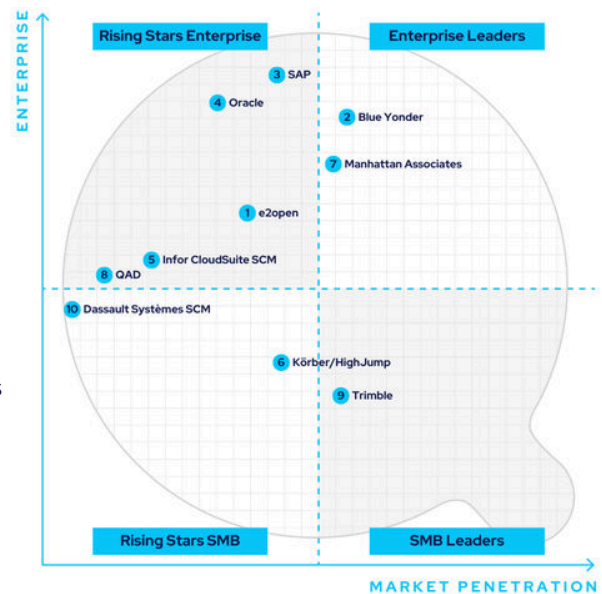 ENTERPRISE
Rising Stars Enterprise
Enterprise Leaders
3 SAP
4 Oracle
2 Blue Yonder
7 Manhattan Associates
1 e2open
5 Infor CloudSuite SCM
8 QAD
10 Dassault Systèmes SCM
6 Körber/HighJump
s
9 Trimble
Rising Stars SMB
SMB Leaders
MARKET PENETRATION